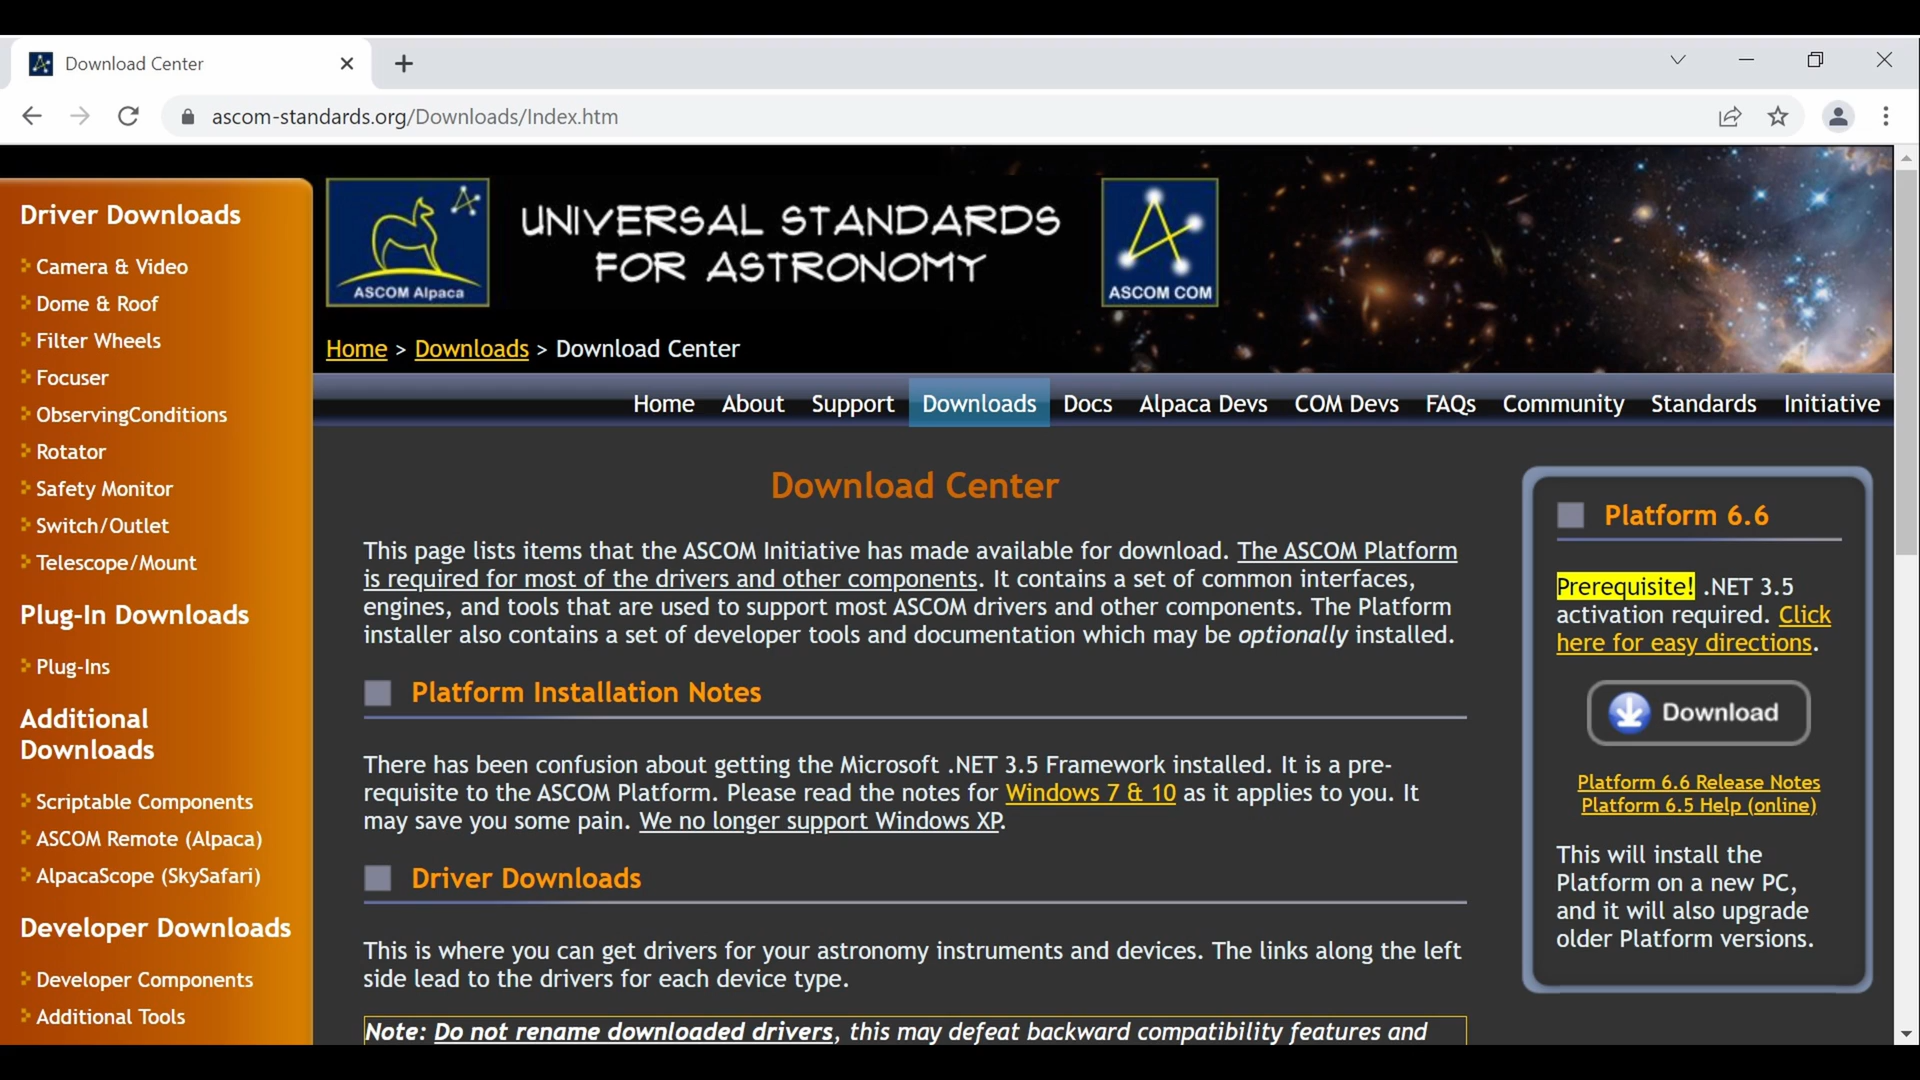 Download Center
ascom-standards.org/Downloads/Index.htm
Driver Downloads
Camera & Video
Dome & Roof
Filter Wheels
Focuser
ObservingConditions
Rotator
Safety Monitor
Switch/Outlet
Telescope/Mount
Plug-In Downloads
Plug-Ins
Additional
Downloads
Scriptable Components
ASCOM Remote (Alpaca)
AlpacaScope (SkySafari)
Developer Downloads
Developer Components
Additional Tools
ASCOM Alpaca
UNIVERSAL STANDARDS
FOR ASTRONOMY
ASCOM COM
Home > Downloads > Download Center
Home About Support Downloads Docs Alpaca Devs COM Devs FAQs Community Standards Initiative
Download Center
This page lists items that the ASCOM Initiative has made available for download. The ASCOM Platform
is required for most of the drivers and other components. It contains a set of common interfaces,
engines, and tools that are used to support most ASCOM drivers and other components. The Platform
installer also contains a set of developer tools and documentation which may be optionally installed.
Platform Installation Notes
There has been confusion about getting the Microsoft .NET 3.5 Framework installed. It is a pre-
requisite to the ASCOM Platform. Please read the notes for Windows 7 & 10 as it applies to you. It
may save you some pain. We no longer support Windows XP.
Driver Downloads
This is where you can get drivers for your astronomy instruments and devices. The links along the left
side lead to the drivers for each device type.
Note: Do not rename downloaded drivers, this may defeat backward compatibility features and
Platform 6.6
Prerequisite! .NET 3.5
activation required. Click
here for easy directions.
Download
Platform 6.6 Release Notes
Platform 6.5 Help (online)
This will install the
Platform on a new PC,
and it will also upgrade
older Platform versions.